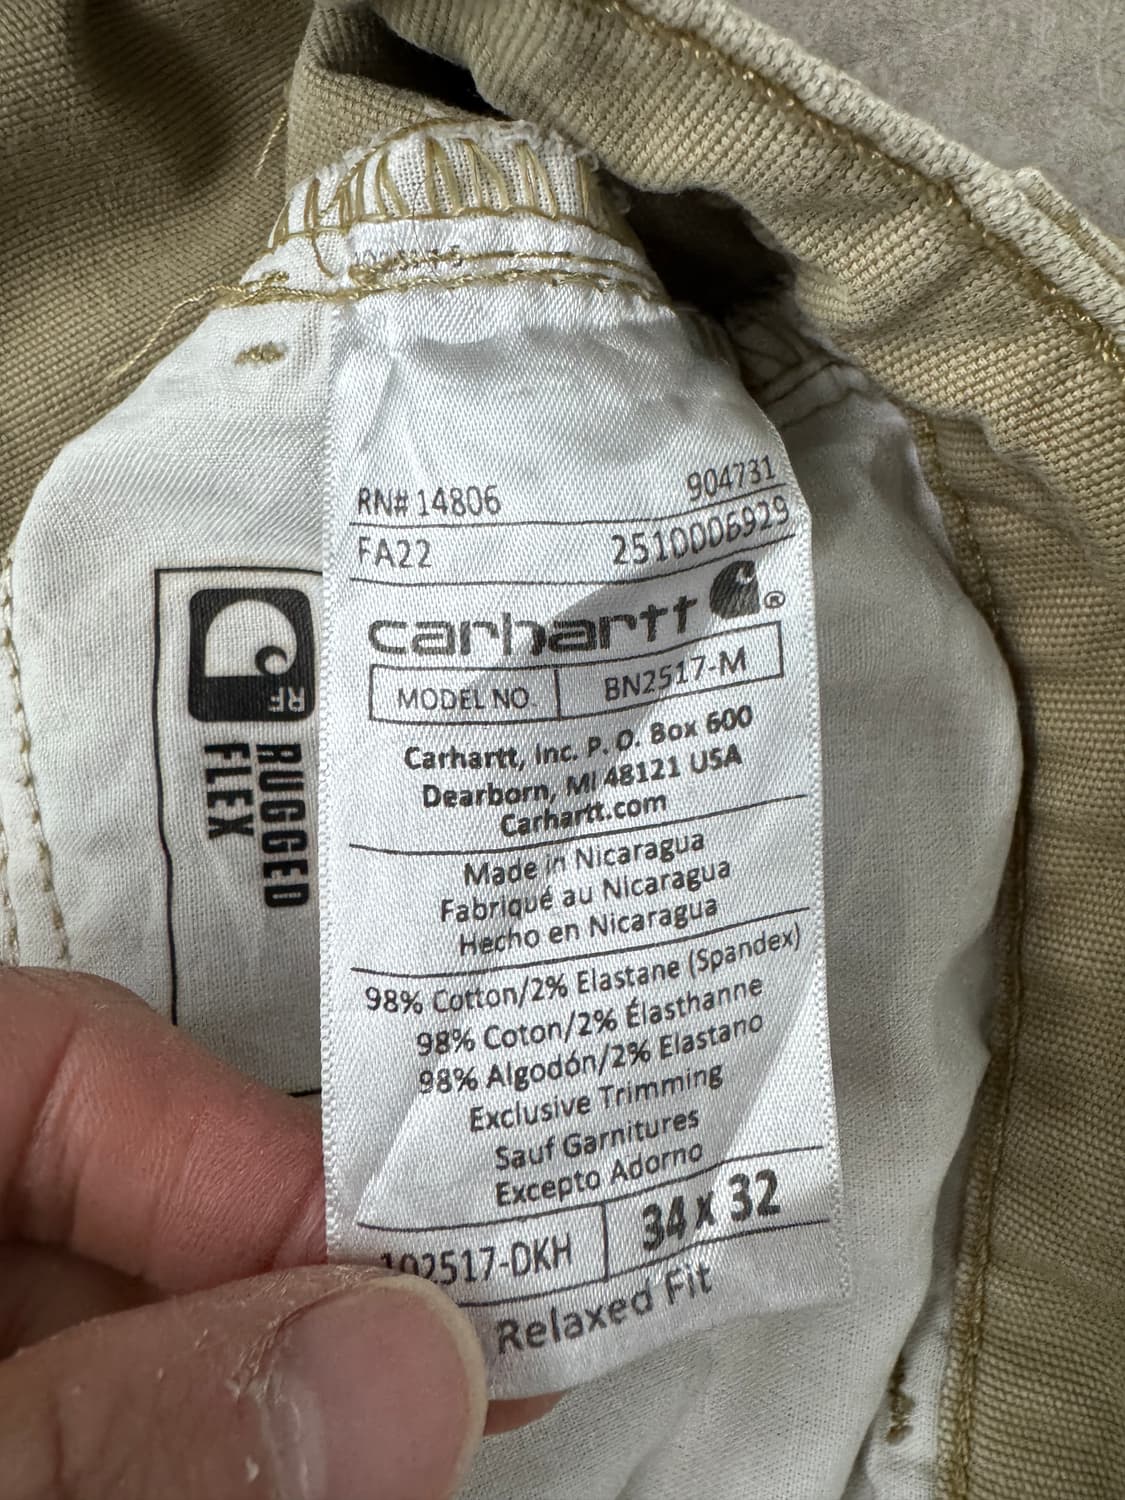 RN# 14806 904731
FA22 2510006929
carhartt ®
MODEL NO. BN2517-M
Carhartt, Inc. P. O. Box 600
Dearborn, MI 48121 USA
Carhartt.com
Made in Nicaragua
Fabriqué au Nicaragua
Hecho en Nicaragua
98% Cotton/2% Elastane (Spandex)
98% Coton/2% Élasthanne
98% Algodón/2% Elastano
Exclusive Trimming
Sauf Garnitures
Excepto Adorno
102517-DKH 34 x 32
Relaxed Fit
RF
RUGGED
FLEX